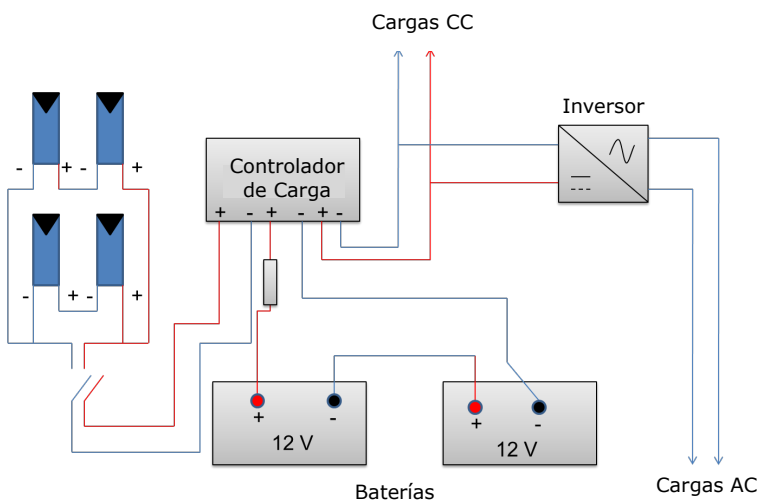 Cargas CC
Inversor
- + - +
Controlador
de Carga
+ - + - + -
- + - +
+ -
12 V
+ -
12 V
Baterías
Cargas AC